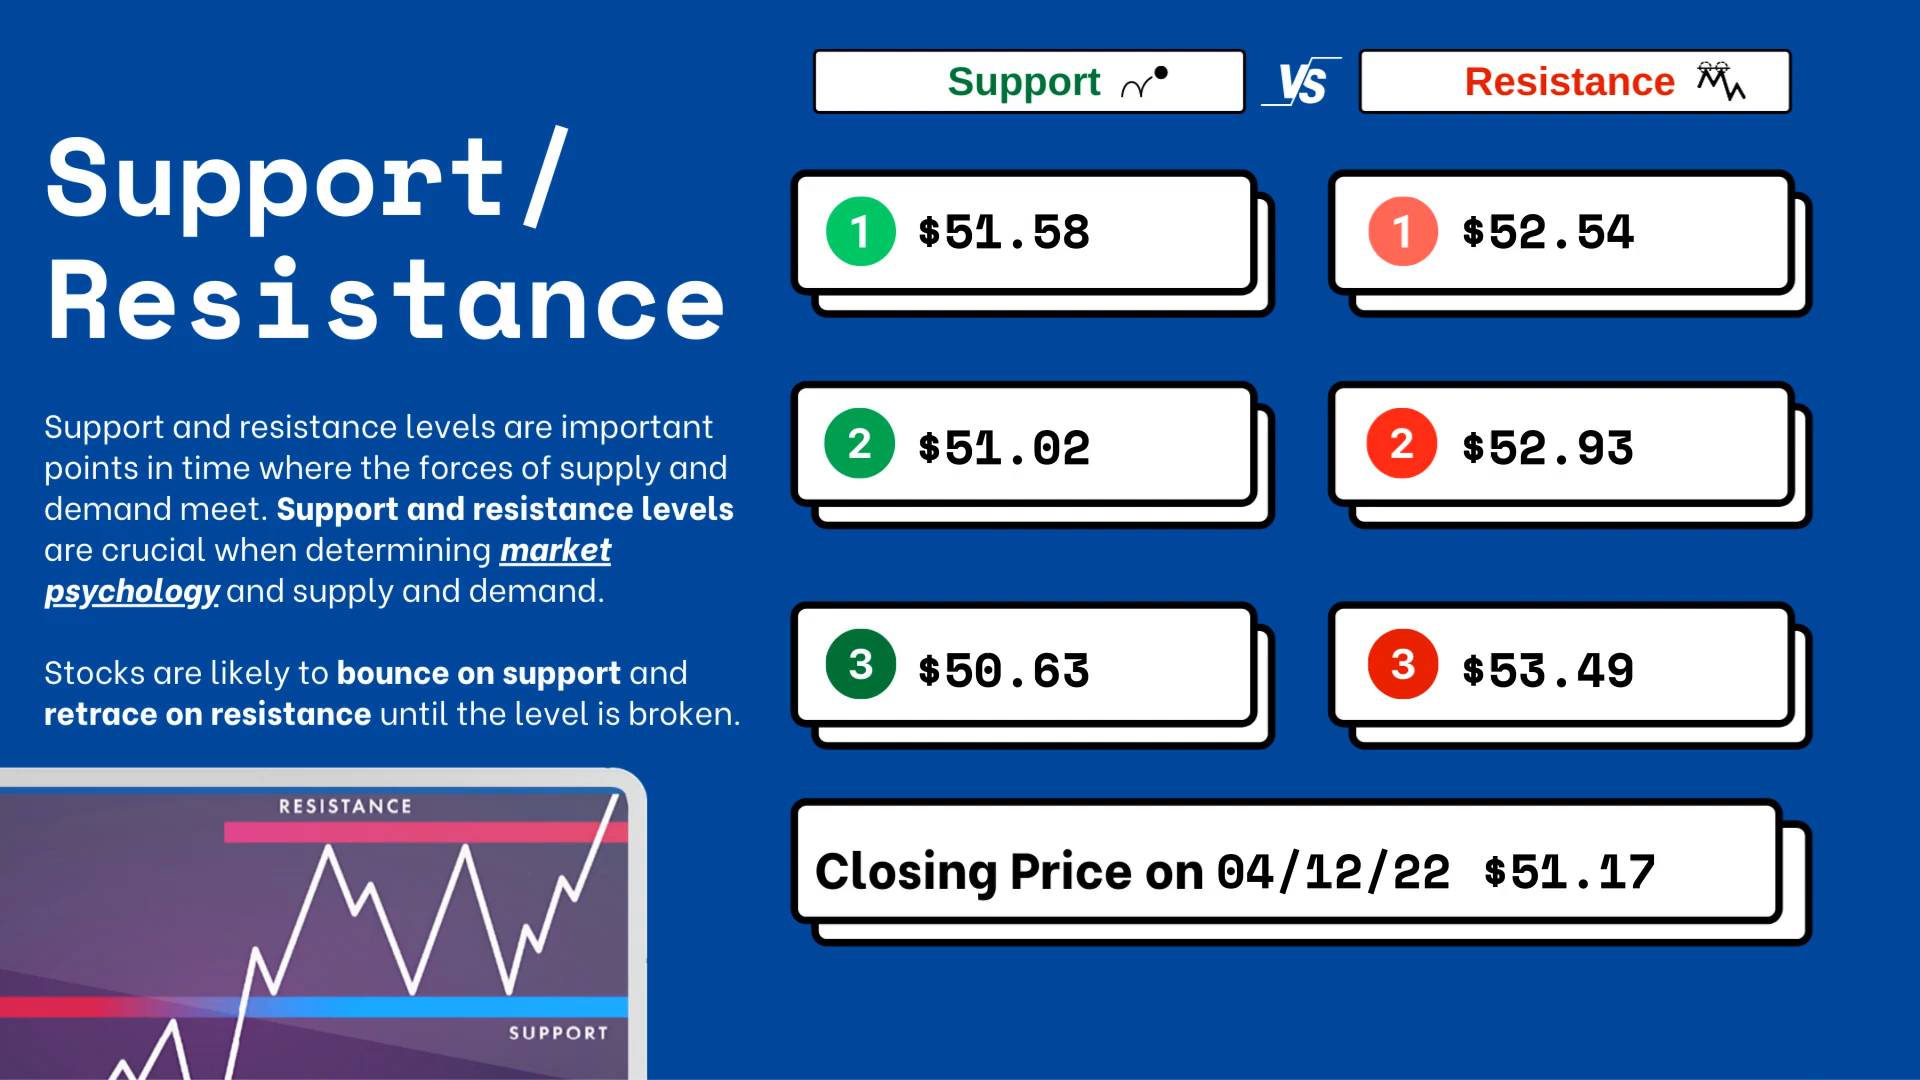 Support/
Resistance
Support and resistance levels are important
points in time where the forces of supply and
demand meet. Support and resistance levels
are crucial when determining market
psychology and supply and demand.
Stocks are likely to bounce on support and
retrace on resistance until the level is broken.
RESISTANCE
SUPPORT
Support VS Resistance
1 $51.58
1 $52.54
2 $51.02
2 $52.93
3 $50.63
3 $53.49
Closing Price on 04/12/22 $51.17